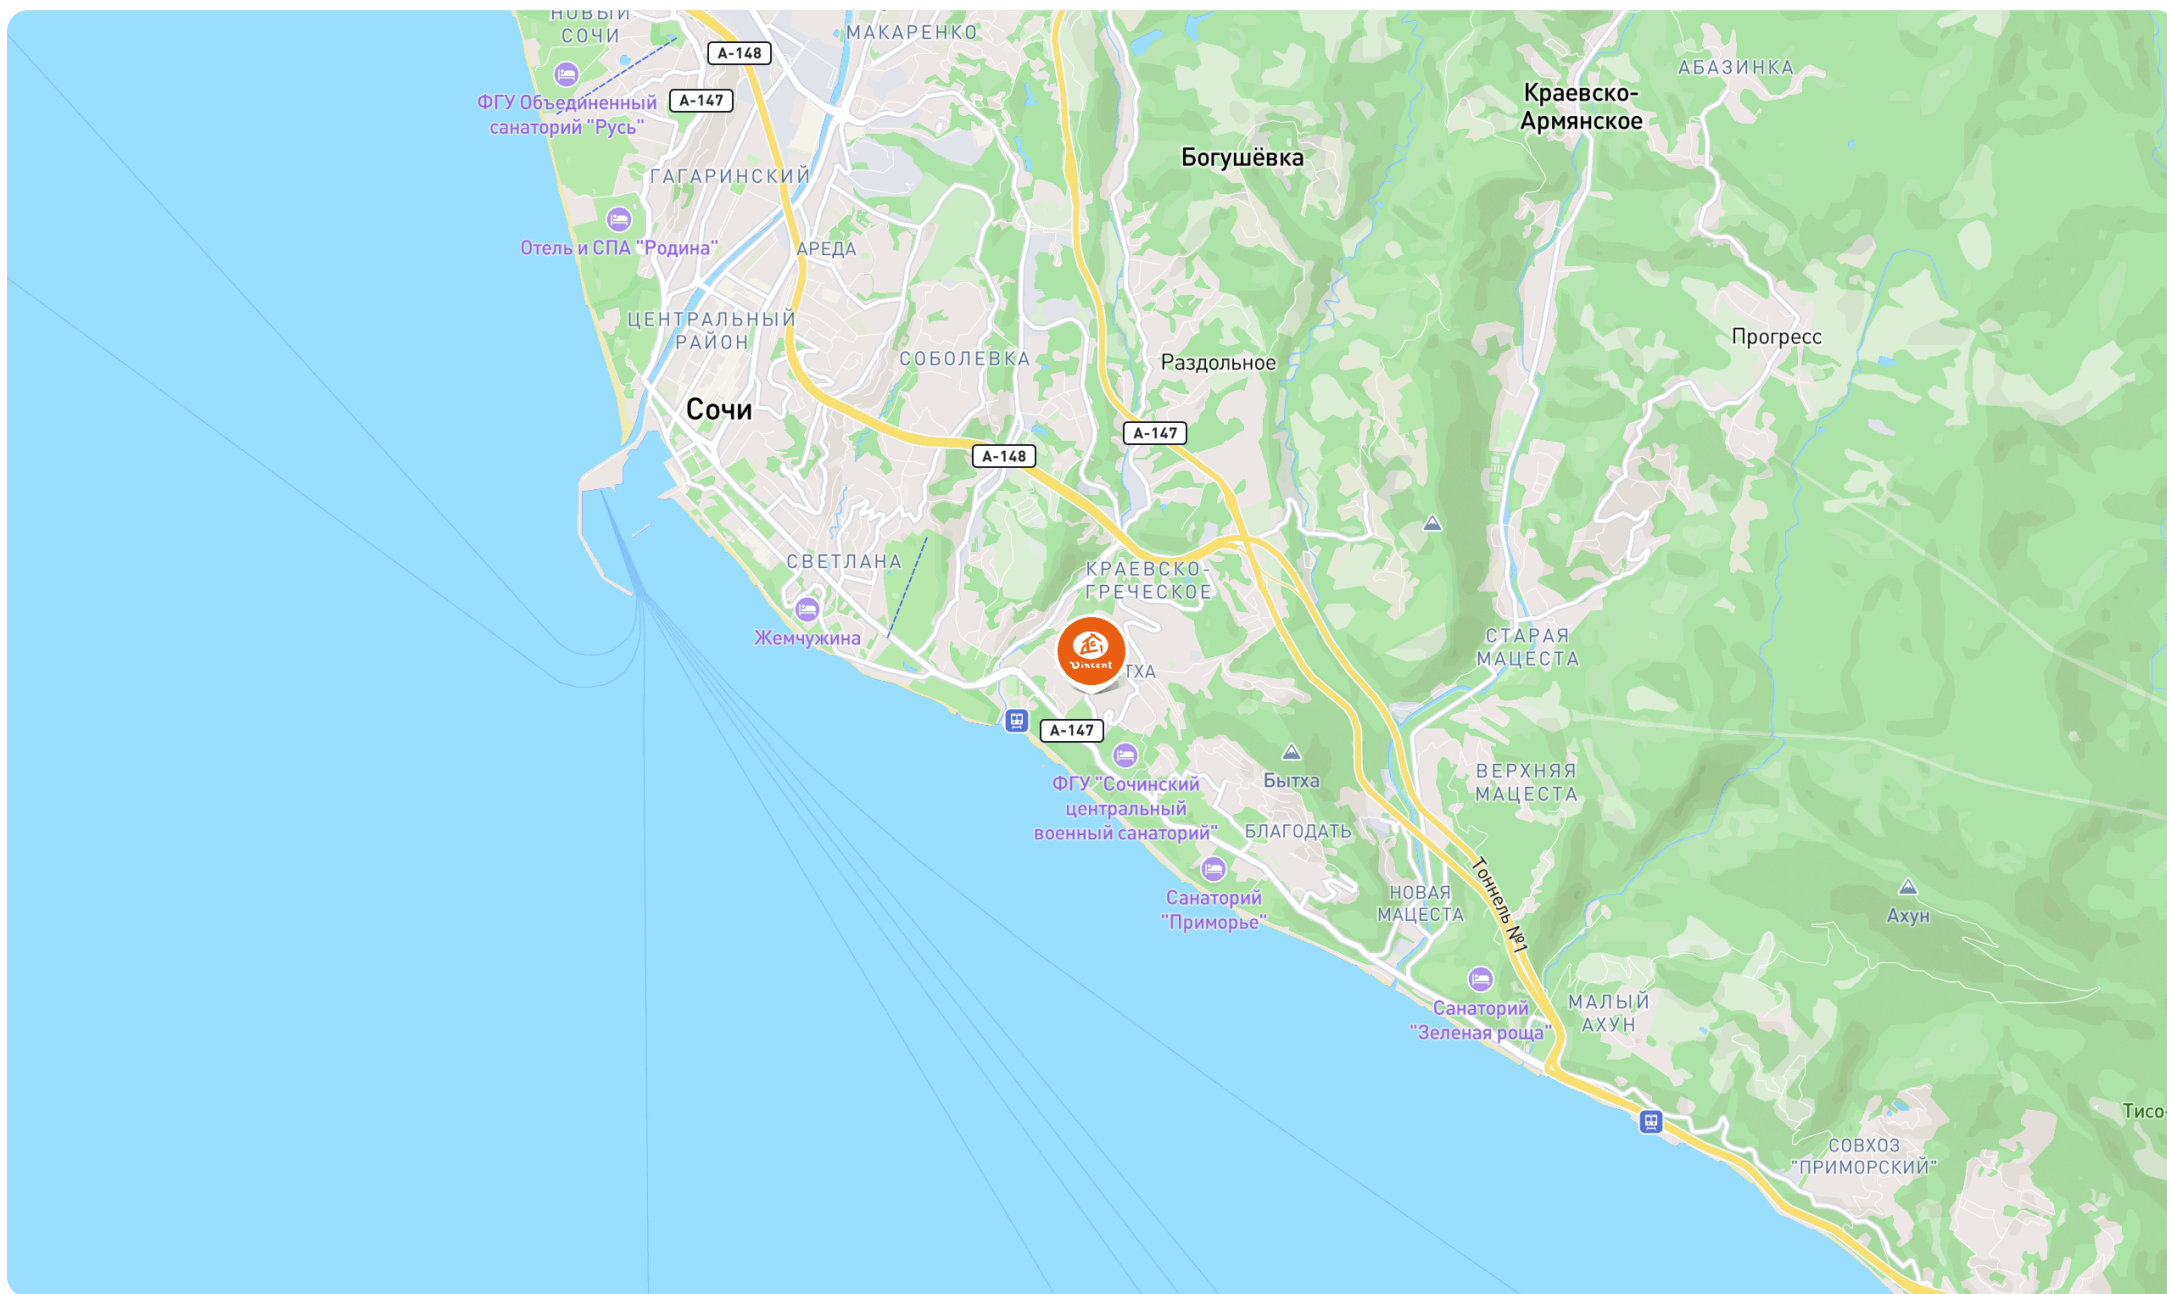 НОВЫЙ
СОЧИ
МАКАРЕНКО
А-148
АБАЗИНКА
ФГУ Объединенный
санаторий "Русь"
А-147
Краевско-
Армянское
Богушёвка
ГАГАРИНСКИЙ
Отель и СПА "Родина"
АРЕДА
ЦЕНТРАЛЬНЫЙ
РАЙОН
СОБОЛЕВКА
Раздольное
Прогресс
Сочи
А-147
А-148
СВЕТЛАНА
КРАЕВСКО-
ГРЕЧЕСКОЕ
Жемчужина
Vincent
ТХА
СТАРАЯ
МАЦЕСТА
А-147
ФГУ "Сочинский
центральный
военный санаторий"
Бытха
ВЕРХНЯЯ
МАЦЕСТА
БЛАГОДАТЬ
Санаторий
"Приморье"
НОВАЯ
МАЦЕСТА
Тоннель №1
Ахун
Санаторий
"Зеленая роща"
МАЛЫЙ
АХУН
Тисо-
СОВХОЗ
"ПРИМОРСКИЙ"